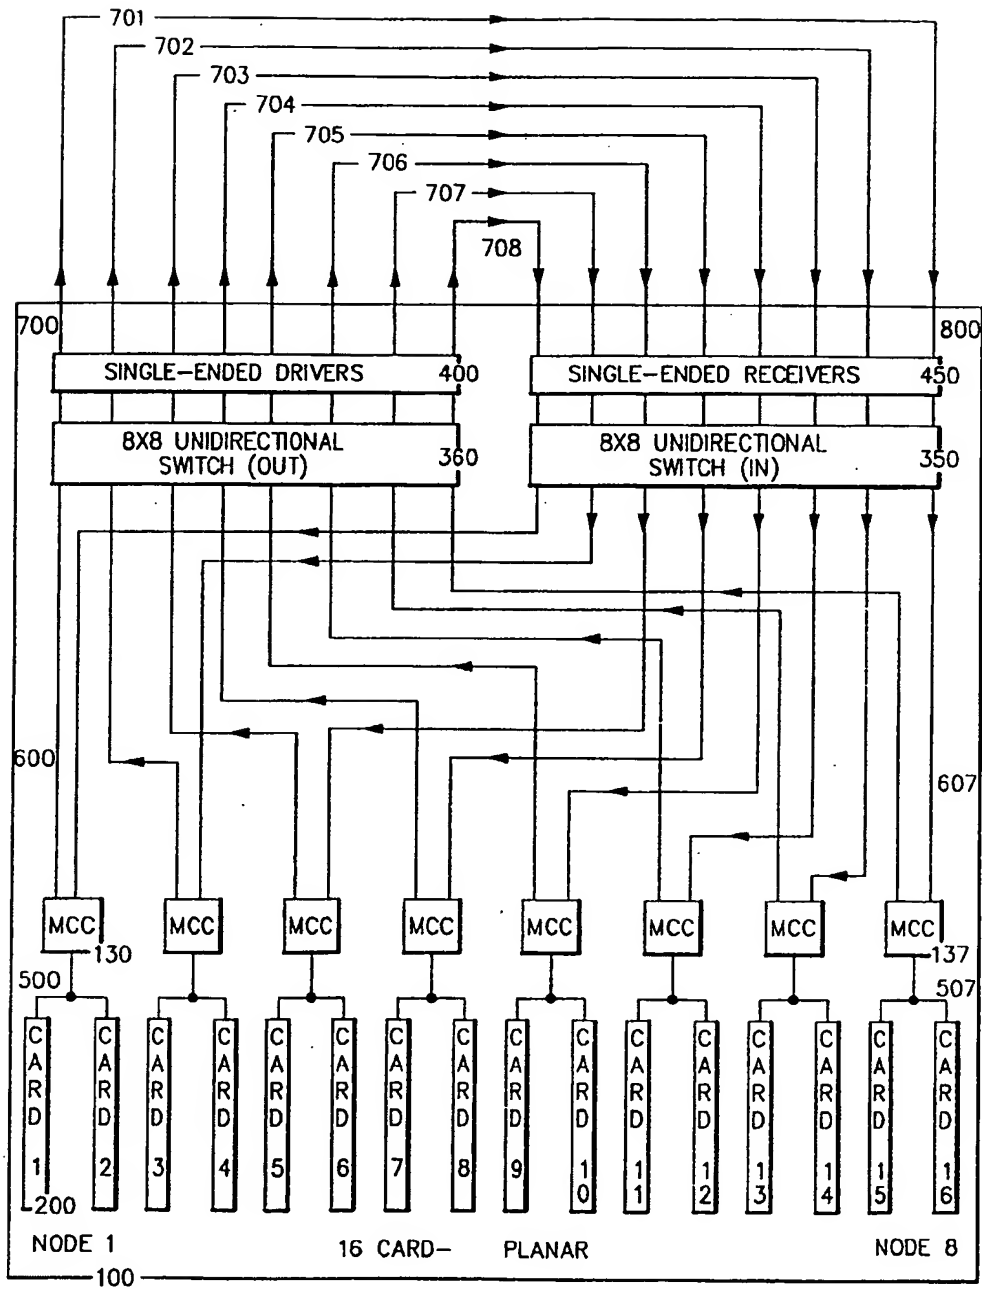 701
702
703
704
705
706
707
708
700
800
SINGLE-ENDED DRIVERS 400
SINGLE-ENDED RECEIVERS 450
8X8 UNIDIRECTIONAL
SWITCH (OUT) 360
8X8 UNIDIRECTIONAL
SWITCH (IN) 350
600
607
MCC MCC MCC MCC MCC MCC MCC MCC
130
137
500
507
CARD 1
CARD 2
CARD 3
CARD 4
CARD 5
CARD 6
CARD 7
CARD 8
CARD 9
CARD 10
CARD 11
CARD 12
CARD 13
CARD 14
CARD 15
CARD 16
200
NODE 1
16 CARD- PLANAR
NODE 8
100